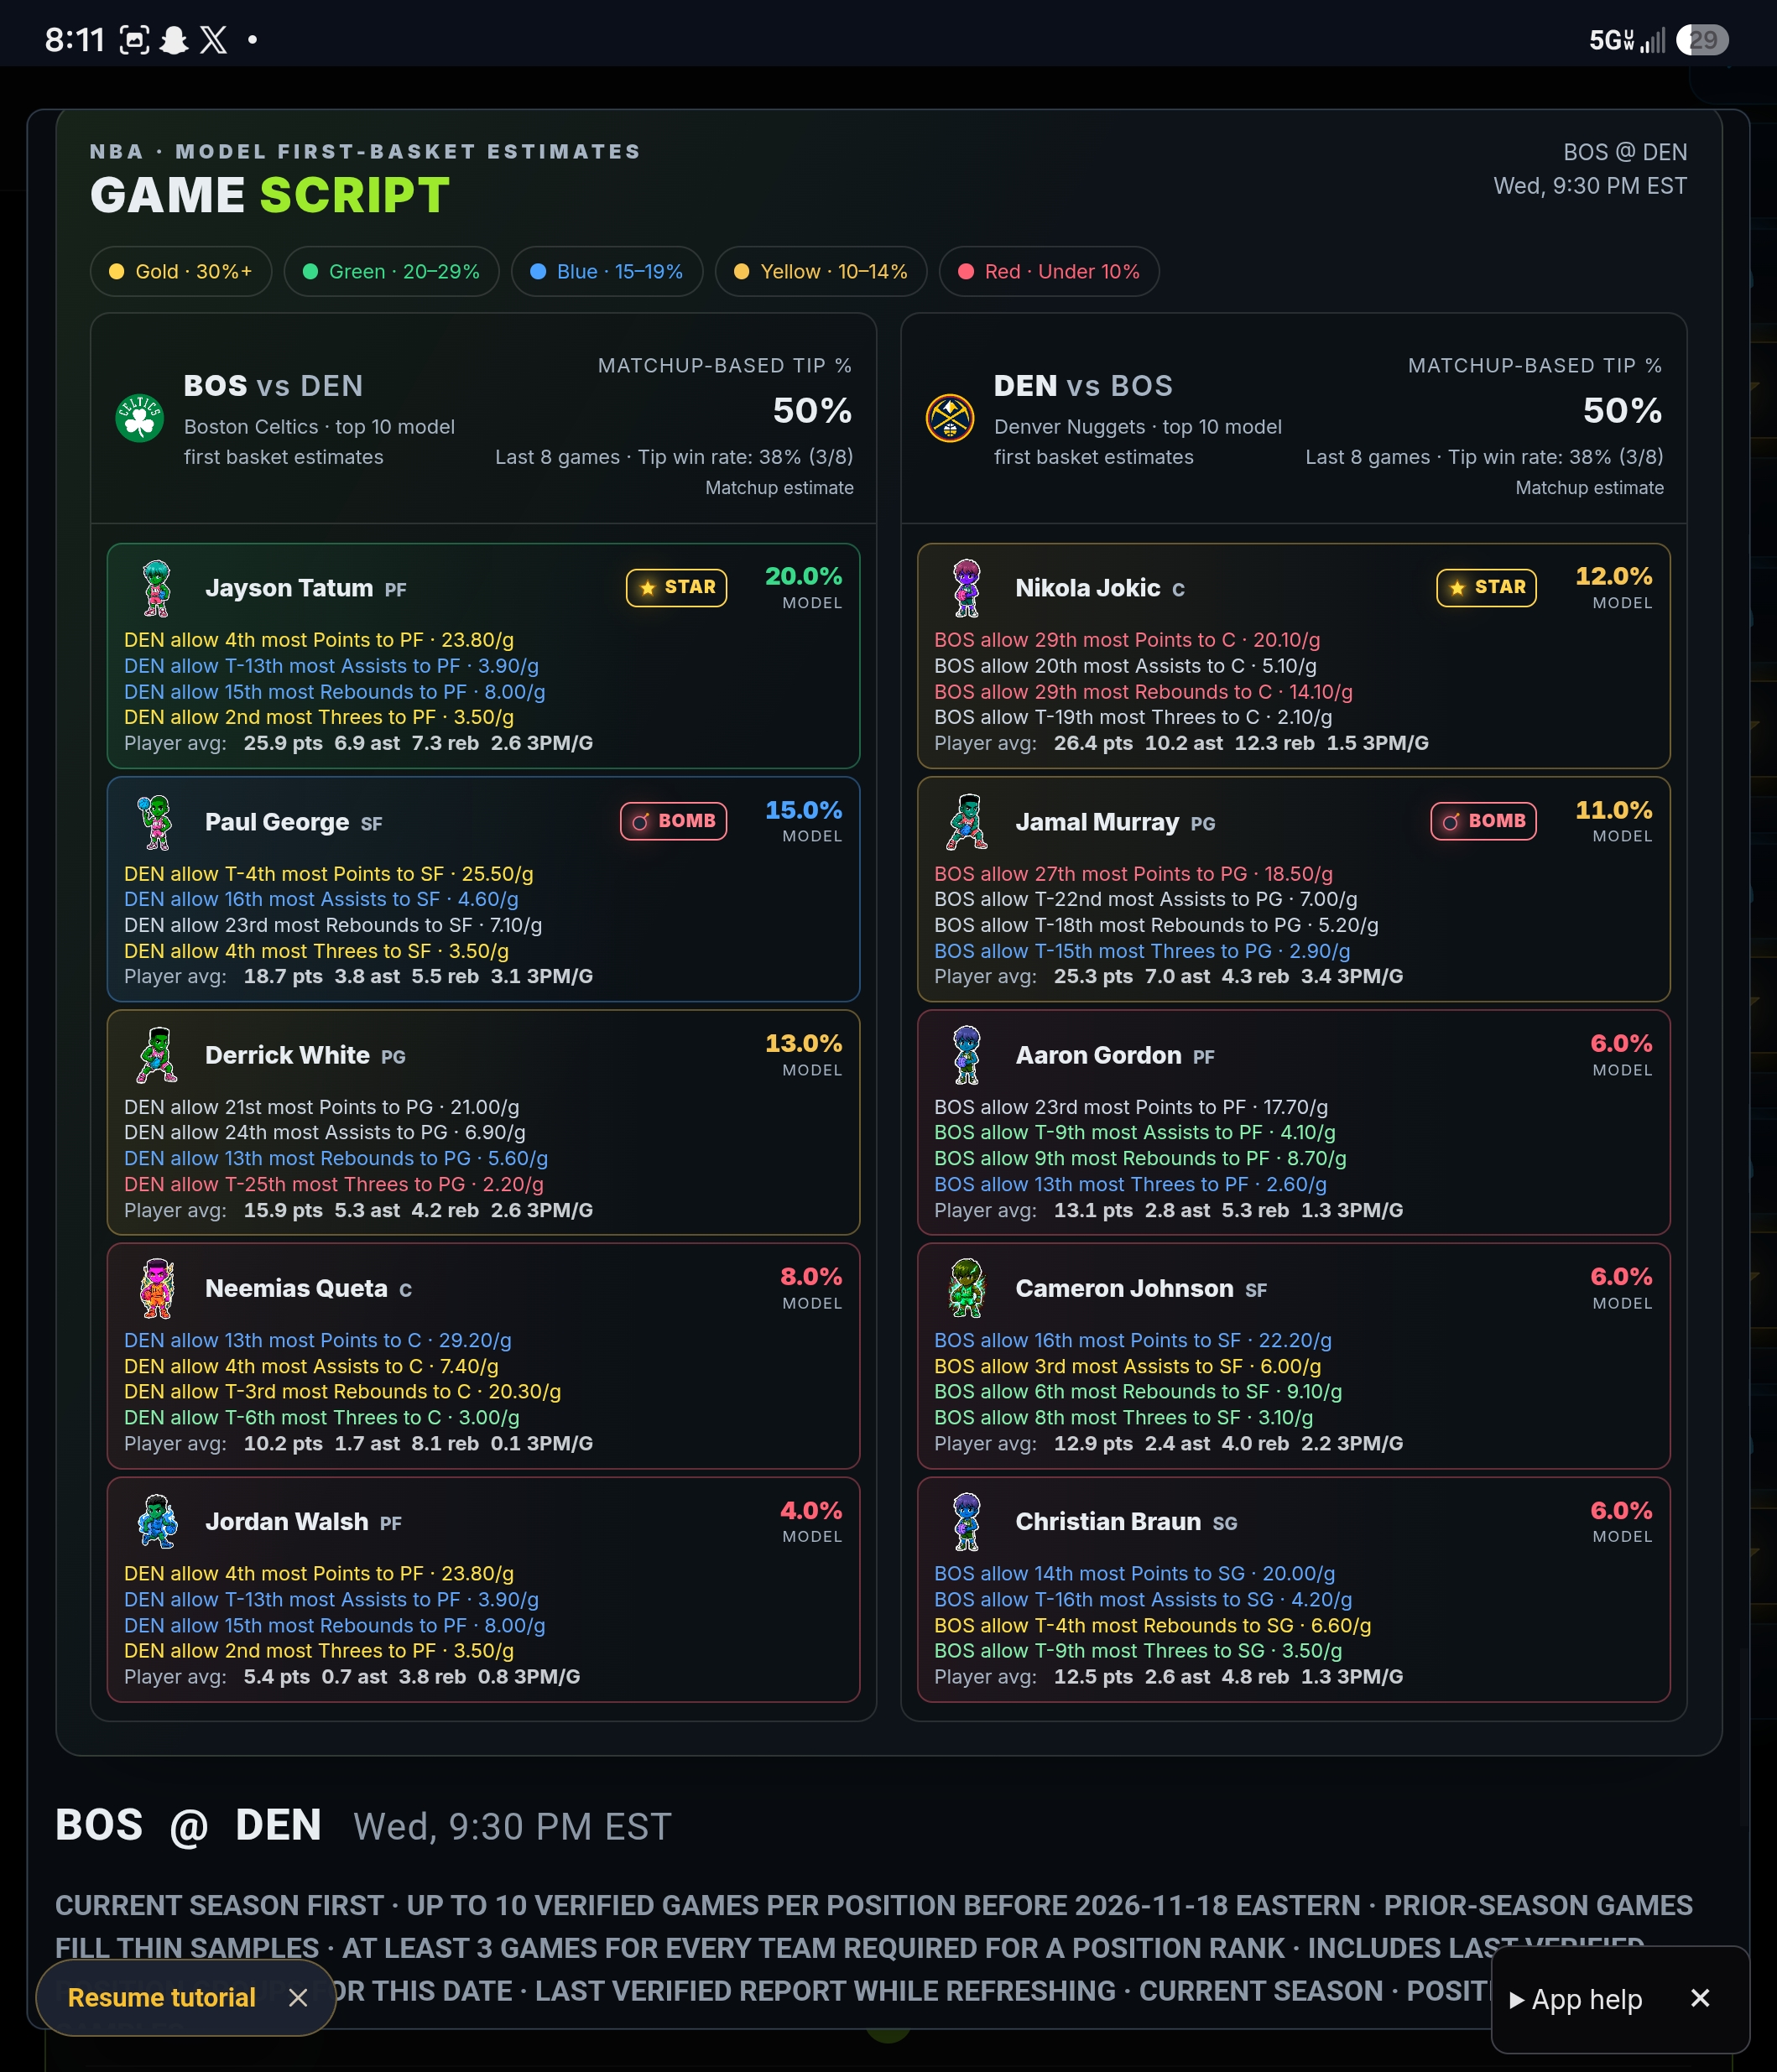 8:11
5G UW
29
NBA · MODEL FIRST-BASKET ESTIMATES
GAME SCRIPT
BOS @ DEN
Wed, 9:30 PM EST
Gold · 30%+
Green · 20–29%
Blue · 15–19%
Yellow · 10–14%
Red · Under 10%
BOS vs DEN
Boston Celtics · top 10 model
first basket estimates
MATCHUP-BASED TIP %
50%
Last 8 games · Tip win rate: 38% (3/8)
Matchup estimate
CELTICS
Jayson Tatum PF
STAR
20.0%
MODEL
DEN allow 4th most Points to PF · 23.80/g
DEN allow T-13th most Assists to PF · 3.90/g
DEN allow 15th most Rebounds to PF · 8.00/g
DEN allow 2nd most Threes to PF · 3.50/g
Player avg: 25.9 pts 6.9 ast 7.3 reb 2.6 3PM/G
Paul George SF
BOMB
15.0%
MODEL
DEN allow T-4th most Points to SF · 25.50/g
DEN allow 16th most Assists to SF · 4.60/g
DEN allow 23rd most Rebounds to SF · 7.10/g
DEN allow 4th most Threes to SF · 3.50/g
Player avg: 18.7 pts 3.8 ast 5.5 reb 3.1 3PM/G
Derrick White PG
13.0%
MODEL
DEN allow 21st most Points to PG · 21.00/g
DEN allow 24th most Assists to PG · 6.90/g
DEN allow 13th most Rebounds to PG · 5.60/g
DEN allow T-25th most Threes to PG · 2.20/g
Player avg: 15.9 pts 5.3 ast 4.2 reb 2.6 3PM/G
Neemias Queta C
8.0%
MODEL
DEN allow 13th most Points to C · 29.20/g
DEN allow 4th most Assists to C · 7.40/g
DEN allow T-3rd most Rebounds to C · 20.30/g
DEN allow T-6th most Threes to C · 3.00/g
Player avg: 10.2 pts 1.7 ast 8.1 reb 0.1 3PM/G
Jordan Walsh PF
4.0%
MODEL
DEN allow 4th most Points to PF · 23.80/g
DEN allow T-13th most Assists to PF · 3.90/g
DEN allow 15th most Rebounds to PF · 8.00/g
DEN allow 2nd most Threes to PF · 3.50/g
Player avg: 5.4 pts 0.7 ast 3.8 reb 0.8 3PM/G
DEN vs BOS
Denver Nuggets · top 10 model
first basket estimates
MATCHUP-BASED TIP %
50%
Last 8 games · Tip win rate: 38% (3/8)
Matchup estimate
Nikola Jokic C
STAR
12.0%
MODEL
BOS allow 29th most Points to C · 20.10/g
BOS allow 20th most Assists to C · 5.10/g
BOS allow 29th most Rebounds to C · 14.10/g
BOS allow T-19th most Threes to C · 2.10/g
Player avg: 26.4 pts 10.2 ast 12.3 reb 1.5 3PM/G
Jamal Murray PG
BOMB
11.0%
MODEL
BOS allow 27th most Points to PG · 18.50/g
BOS allow T-22nd most Assists to PG · 7.00/g
BOS allow T-18th most Rebounds to PG · 5.20/g
BOS allow T-15th most Threes to PG · 2.90/g
Player avg: 25.3 pts 7.0 ast 4.3 reb 3.4 3PM/G
Aaron Gordon PF
6.0%
MODEL
BOS allow 23rd most Points to PF · 17.70/g
BOS allow T-9th most Assists to PF · 4.10/g
BOS allow 9th most Rebounds to PF · 8.70/g
BOS allow 13th most Threes to PF · 2.60/g
Player avg: 13.1 pts 2.8 ast 5.3 reb 1.3 3PM/G
Cameron Johnson SF
6.0%
MODEL
BOS allow 16th most Points to SF · 22.20/g
BOS allow 3rd most Assists to SF · 6.00/g
BOS allow 6th most Rebounds to SF · 9.10/g
BOS allow 8th most Threes to SF · 3.10/g
Player avg: 12.9 pts 2.4 ast 4.0 reb 2.2 3PM/G
Christian Braun SG
6.0%
MODEL
BOS allow 14th most Points to SG · 20.00/g
BOS allow T-16th most Assists to SG · 4.20/g
BOS allow T-4th most Rebounds to SG · 6.60/g
BOS allow T-9th most Threes to SG · 3.50/g
Player avg: 12.5 pts 2.6 ast 4.8 reb 1.3 3PM/G
BOS @ DEN Wed, 9:30 PM EST
CURRENT SEASON FIRST · UP TO 10 VERIFIED GAMES PER POSITION BEFORE 2026-11-18 EASTERN · PRIOR-SEASON GAMES
FILL THIN SAMPLES · AT LEAST 3 GAMES FOR EVERY TEAM REQUIRED FOR A POSITION RANK · INCLUDES LAST VERIFIED
FOR THIS DATE · LAST VERIFIED REPORT WHILE REFRESHING · CURRENT SEASON ·
Resume tutorial
App help